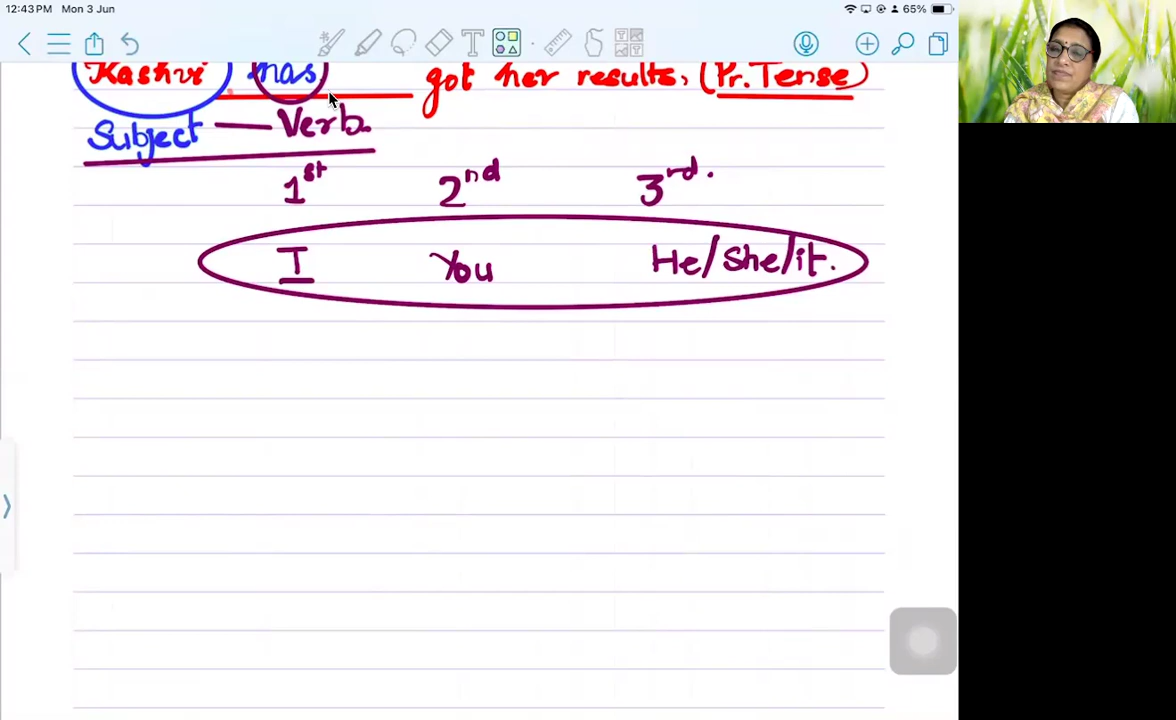 12:43 PM Mon 3 Jun
65%
Kashvi has got her results. (Pr. Tense)
Subject — Verb.
1st 2nd 3rd.
I You He/She/it.